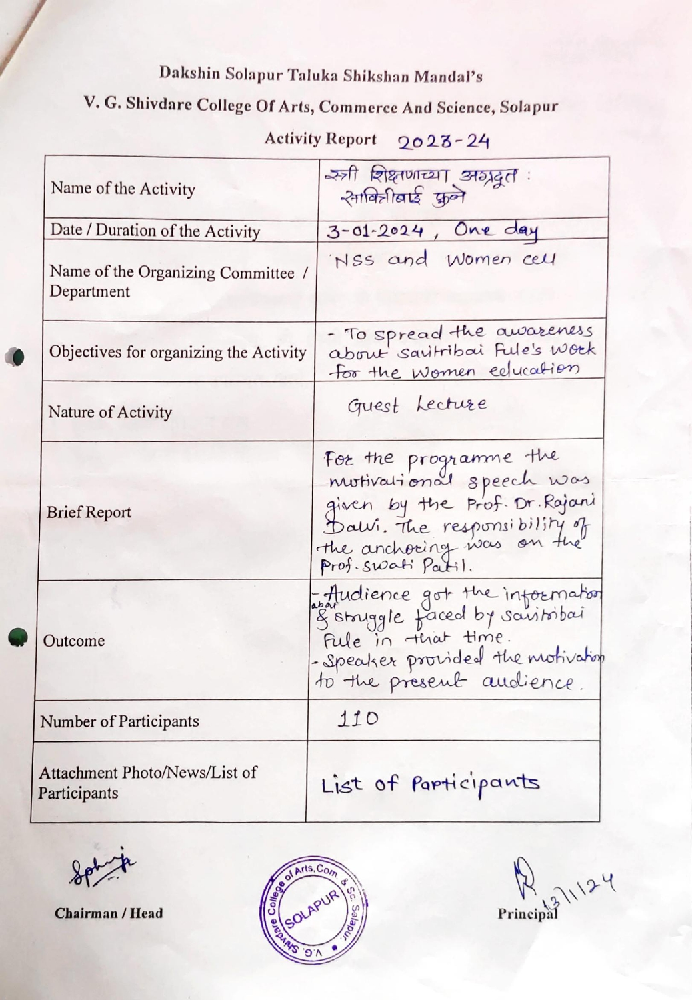 Dakshin Solapur Taluka Shikshan Mandal's
V. G. Shivdare College Of Arts, Commerce And Science, Solapur
Activity Report 2023-24
Name of the Activity
स्त्री शिक्षणाच्या अग्रदूत :
सावित्रीबाई फुले
Date / Duration of the Activity
3-01-2024, One day
Name of the Organizing Committee /
Department
NSS and Women cell
Objectives for organizing the Activity
- To spread the awareness
about Savitribai Fule's work
for the women eeducation
Nature of Activity
Guest Lecture
Brief Report
For the programme the
motivational speech was
given by the Prof. Dr. Rajani
Dalvi. The responsibility of
the anchoring was on the
Prof. Swati Patil.
Outcome
- Audience got the information
about
& struggle faced by Savitribai
Fule in that time.
- Speaker provided the motivation
to the present audience.
Number of Participants
110
Attachment Photo/News/List of
Participants
List of Participants
Chairman / Head
V.G. Shivdare College of Arts, Com. & Sc. Solapur.
SOLAPUR
13/1/24
Principal